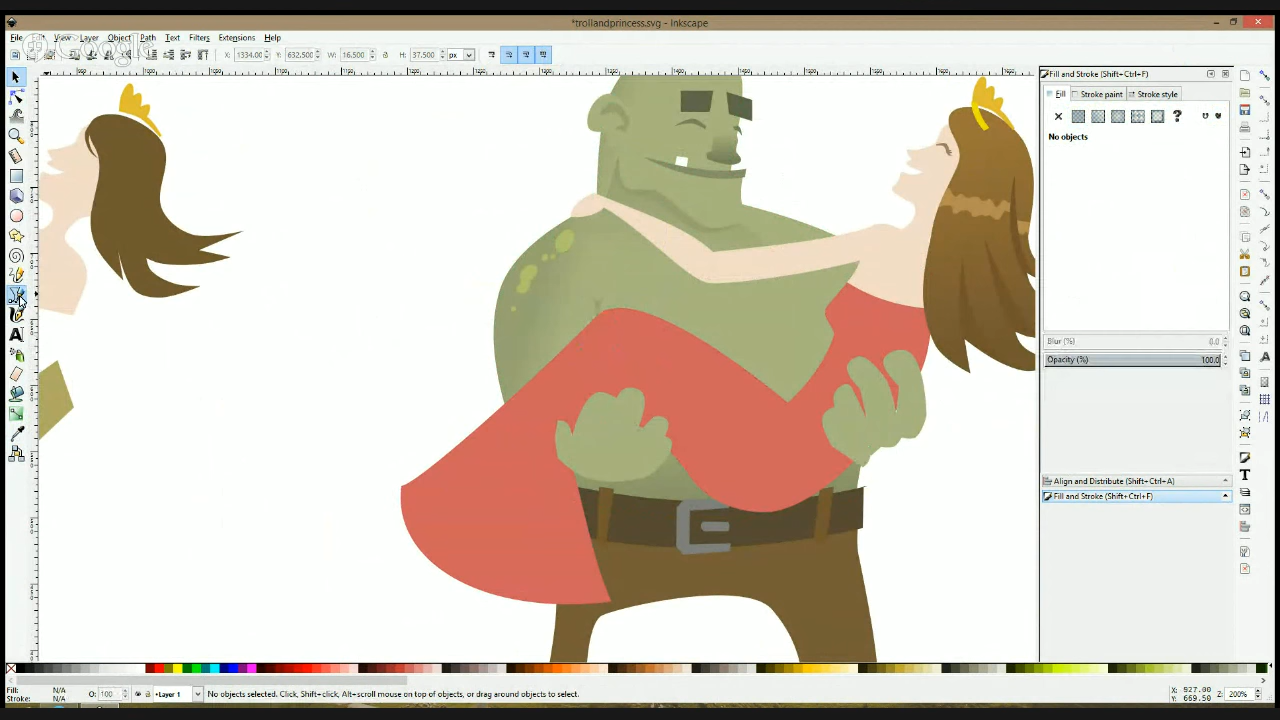 *trollandprincess.svg - Inkscape
File Edit View Layer Object Path Text Filters Extensions Help
Google
X: 1334.00 Y: 632.500 W: 16.500 H: 37.500 px
Fill and Stroke (Shift+Ctrl+F)
Fill Stroke paint Stroke style
No objects
Blur (%) 0.0
Opacity (%) 100.0
Align and Distribute (Shift+Ctrl+A)
Fill and Stroke (Shift+Ctrl+F)
Fill: N/A
Stroke: N/A
O: 100
•Layer 1
No objects selected. Click, Shift+click, Alt+scroll mouse on top of objects, or drag around objects to select.
X: 927.00
Y: 669.50
Z: 200%